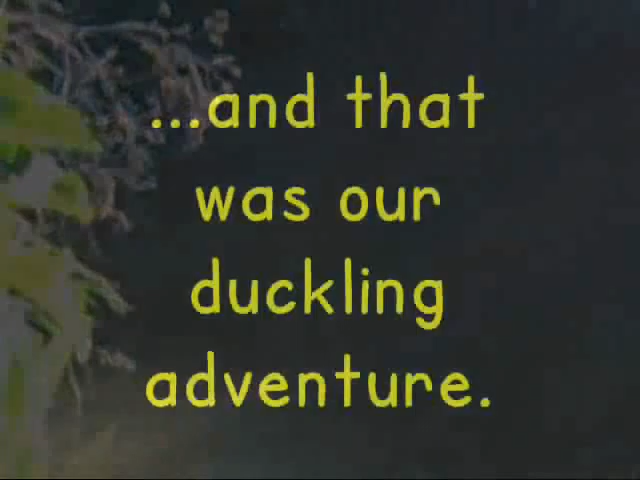 ...and that
was our
duckling
adventure.